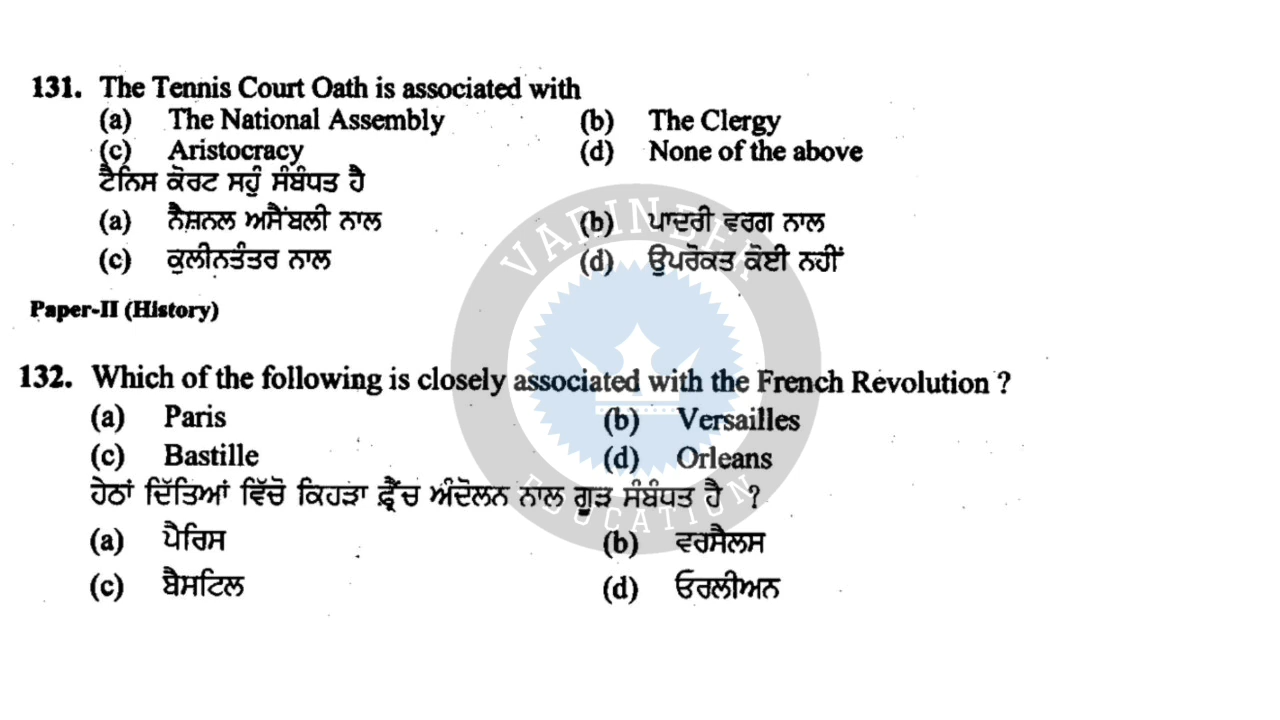 131. The Tennis Court Oath is associated with
(a) The National Assembly (b) The Clergy
(c) Aristocracy (d) None of the above
ਟੈਨਿਸ ਕੋਰਟ ਸਹੁੰ ਸੰਬੰਧਤ ਹੈ
(a) ਨੈਸ਼ਨਲ ਅਸੈਂਬਲੀ ਨਾਲ (b) ਪਾਦਰੀ ਵਰਗ ਨਾਲ
(c) ਕੁਲੀਨਤੰਤਰ ਨਾਲ (d) ਉਪਰੋਕਤ ਕੋਈ ਨਹੀਂ
Paper-II (History)
132. Which of the following is closely associated with the French Revolution ?
(a) Paris (b) Versailles
(c) Bastille (d) Orleans
ਹੇਠਾਂ ਦਿੱਤਿਆਂ ਵਿੱਚੋ ਕਿਹੜਾ ਫ੍ਰੈਂਚ ਅੰਦੋਲਨ ਨਾਲ ਗੂੜ ਸੰਬੰਧਤ ਹੈ ?
(a) ਪੈਰਿਸ (b) ਵਰਸੈਲਸ
(c) ਬੈਸਟਿਲ (d) ਓਰਲੀਅਨ
VARINDER
EDUCATION